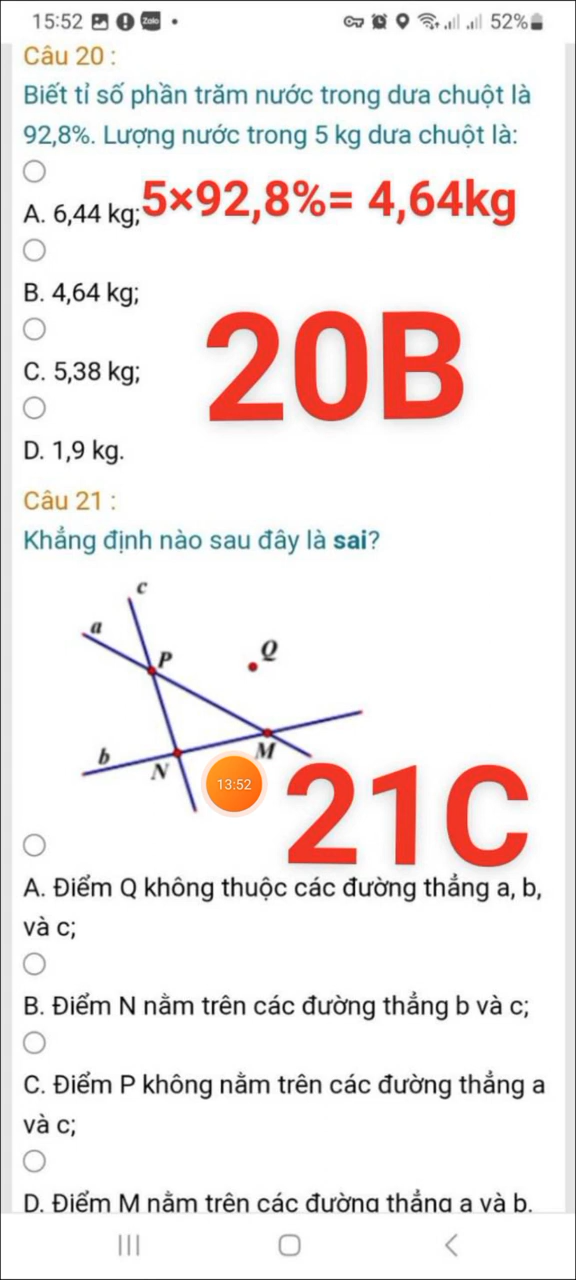 15:52 Zalo 52%
Câu 20 :
Biết tỉ số phần trăm nước trong dưa chuột là
92,8%. Lượng nước trong 5 kg dưa chuột là:
A. 6,44 kg; 5×92,8%= 4,64kg
B. 4,64 kg;
20B
C. 5,38 kg;
D. 1,9 kg.
Câu 21 :
Khẳng định nào sau đây là sai?
c
a
P
Q
b
N
M
13:52
21C
A. Điểm Q không thuộc các đường thẳng a, b,
và c;
B. Điểm N nằm trên các đường thẳng b và c;
C. Điểm P không nằm trên các đường thẳng a
và c;
D. Điểm M nằm trên các đường thẳng a và b.